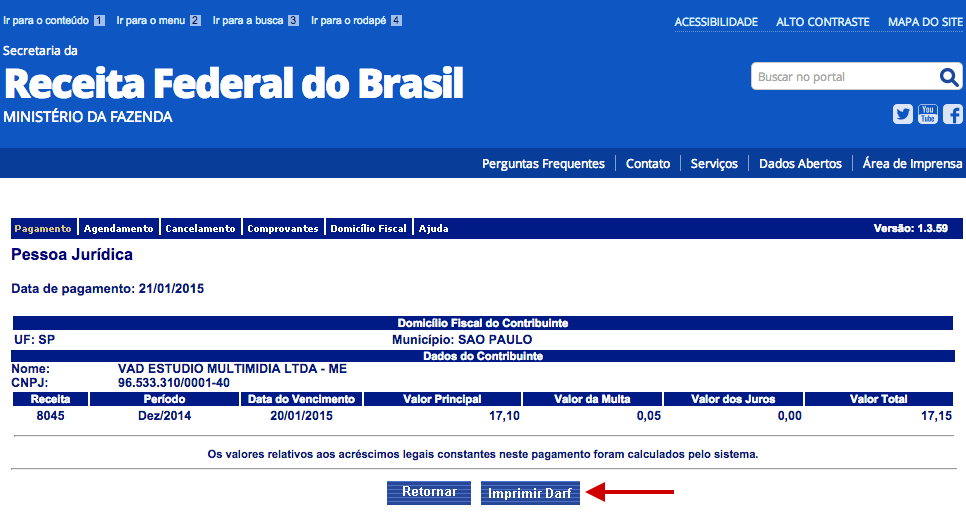 Ir para o conteúdo 1 Ir para o menu 2 Ir para a busca 3 Ir para o rodapé 4
ACESSIBILIDADE ALTO CONTRASTE MAPA DO SITE
Secretaria da
Receita Federal do Brasil
MINISTÉRIO DA FAZENDA
Buscar no portal
You Tube
Perguntas Frequentes Contato Serviços Dados Abertos Área de Imprensa
Pagamento Agendamento Cancelamento Comprovantes Domicílio Fiscal Ajuda Versão: 1.3.59
Pessoa Jurídica
Data de pagamento: 21/01/2015
Domicílio Fiscal do Contribuinte
UF: SP Município: SAO PAULO
Dados do Contribuinte
Nome: VAD ESTUDIO MULTIMIDIA LTDA - ME
CNPJ: 96.533.310/0001-40
Receita Período Data do Vencimento Valor Principal Valor da Multa Valor dos Juros Valor Total
8045 Dez/2014 20/01/2015 17,10 0,05 0,00 17,15
Os valores relativos aos acréscimos legais constantes neste pagamento foram calculados pelo sistema.
Retornar Imprimir Darf